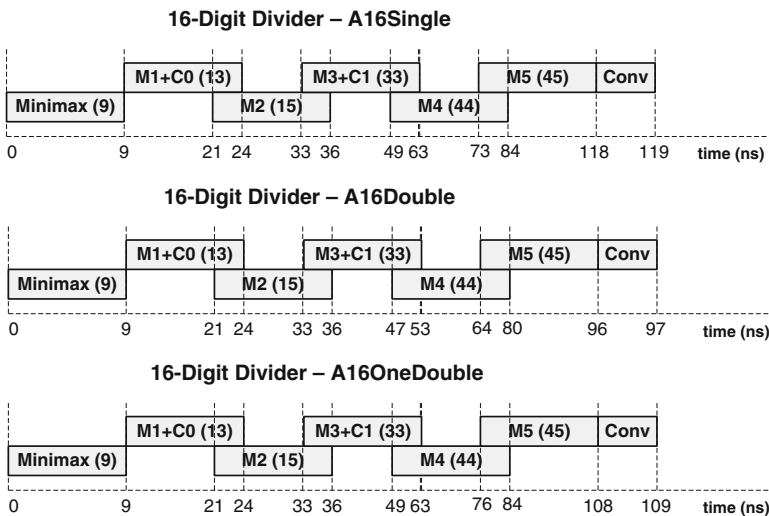 16-Digit Divider – A16Single
M1+C0 (13) M3+C1 (33) M5 (45) Conv
Minimax (9) M2 (15) M4 (44)
0 9 21 24 33 36 49 63 73 84 118 119 time (ns)
16-Digit Divider – A16Double
M1+C0 (13) M3+C1 (33) M5 (45) Conv
Minimax (9) M2 (15) M4 (44)
0 9 21 24 33 36 47 53 64 80 96 97 time (ns)
16-Digit Divider – A16OneDouble
M1+C0 (13) M3+C1 (33) M5 (45) Conv
Minimax (9) M2 (15) M4 (44)
0 9 21 24 33 36 49 63 76 84 108 109 time (ns)